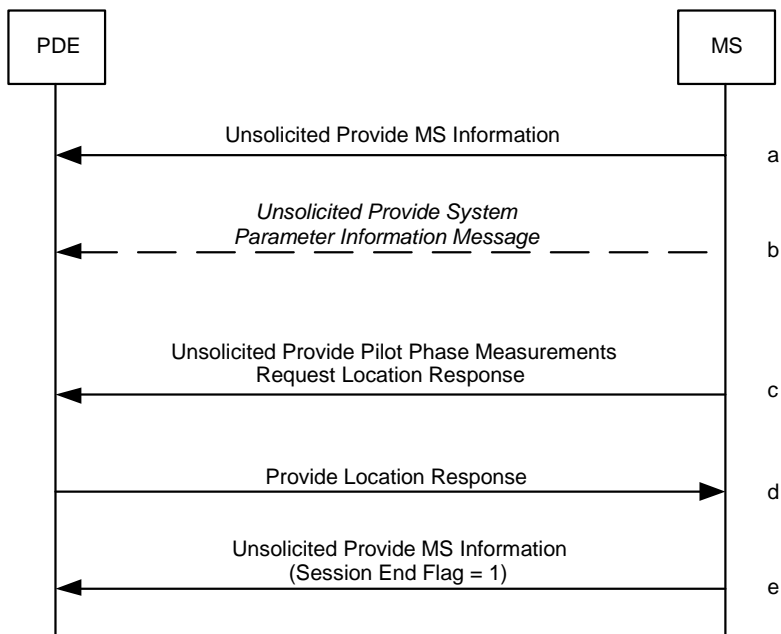 PDE
MS
Unsolicited Provide MS Information
a
Unsolicited Provide System
Parameter Information Message
b
Unsolicited Provide Pilot Phase Measurements
Request Location Response
c
Provide Location Response
d
Unsolicited Provide MS Information
(Session End Flag = 1)
e